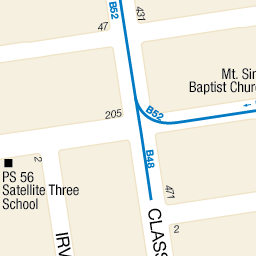 B52
47
431
Mt. Sin
Baptist Churc
B52
205
B48
2
PS 56
Satellite Three
School
IRV
471
CLASS
2